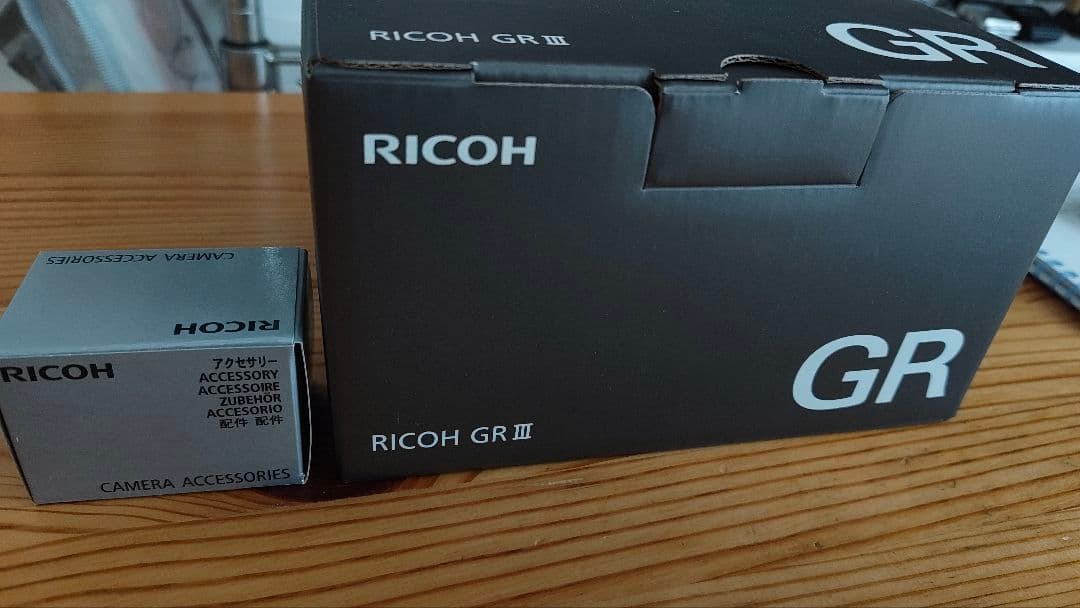 RICOH GR III
GR
RICOH
GR
RICOH GR III
CAMERA ACCESSORIES
RICOH
RICOH
アクセサリー
ACCESSORY
ACCESSOIRE
ZUBEHÖR
ACCESORIO
配件 配件
CAMERA ACCESSORIES